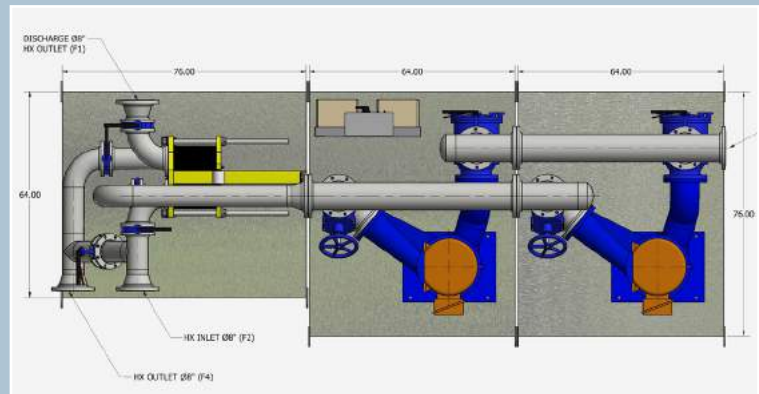 DISCHARGE Ø8"
HX OUTLET (F1)
76.00
64.00
64.00
64.00
76.00
HX INLET Ø8" (F2)
HX OUTLET Ø8" (F4)